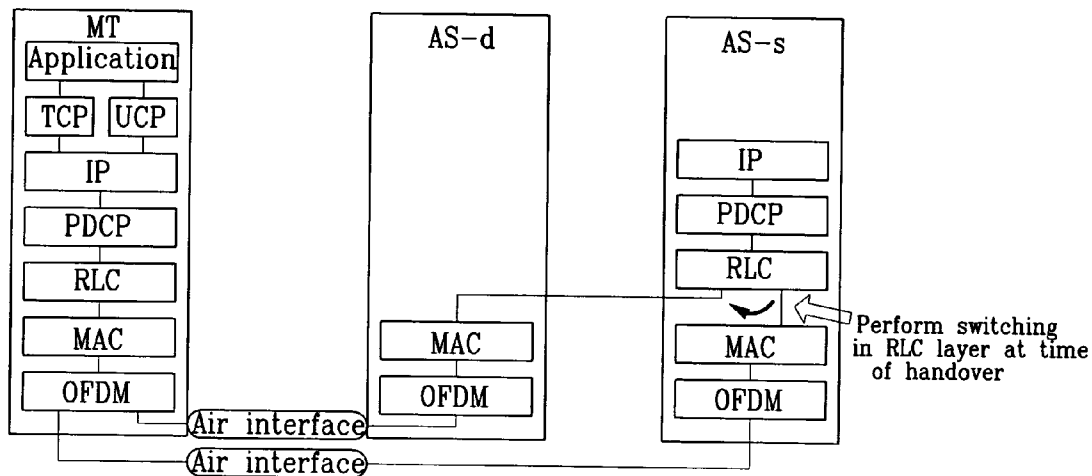 MT
Application
TCP UCP
IP
PDCP
RLC
MAC
OFDM
AS-d
MAC
OFDM
AS-s
IP
PDCP
RLC
MAC
OFDM
Perform switching
in RLC layer at time
of handover
Air interface
Air interface